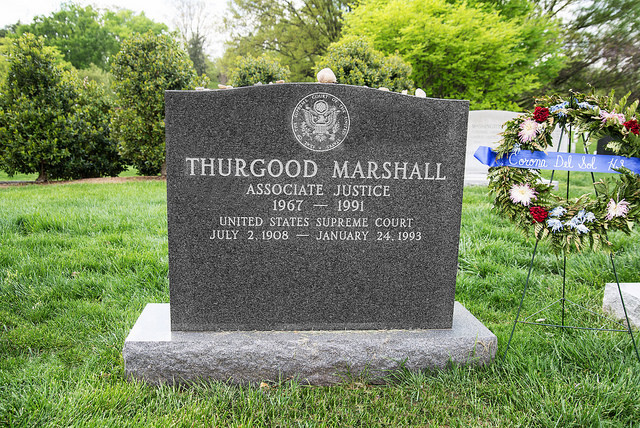 THURGOOD MARSHALL
ASSOCIATE JUSTICE
1967 — 1991
UNITED STATES SUPREME COURT
JULY 2, 1908 — JANUARY 24, 1993
Corona Del Sol